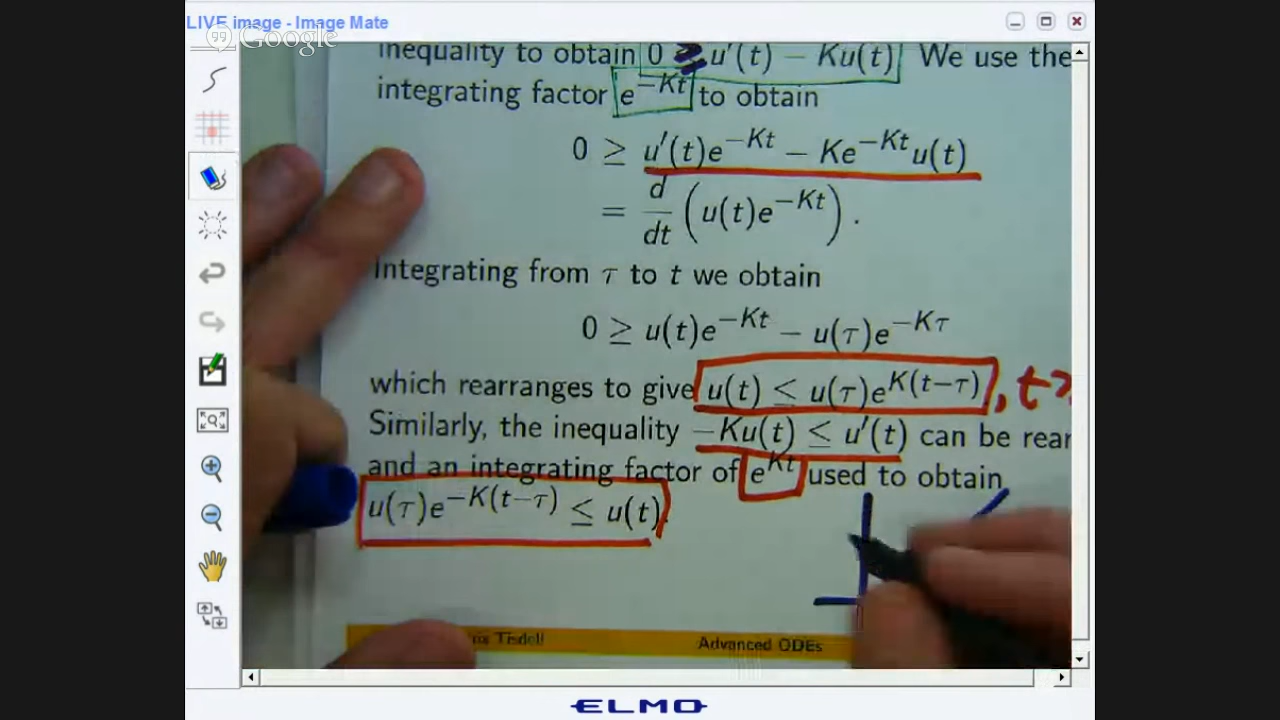 LIVE image - Image Mate
Google
inequality to obtain 0 ≥ u′(t) − Ku(t) We use the
integrating factor e^{−Kt} to obtain
0 ≥ u′(t)e^{−Kt} − Ke^{−Kt}u(t)
= d/dt (u(t)e^{−Kt}).
Integrating from τ to t we obtain
0 ≥ u(t)e^{−Kt} − u(τ)e^{−Kτ}
which rearranges to give u(t) ≤ u(τ)e^{K(t−τ)}, t≥
Similarly, the inequality −Ku(t) ≤ u′(t) can be rear
and an integrating factor of e^{Kt} used to obtain
u(τ)e^{−K(t−τ)} ≤ u(t).
Tisdell
Advanced ODEs
ELMO